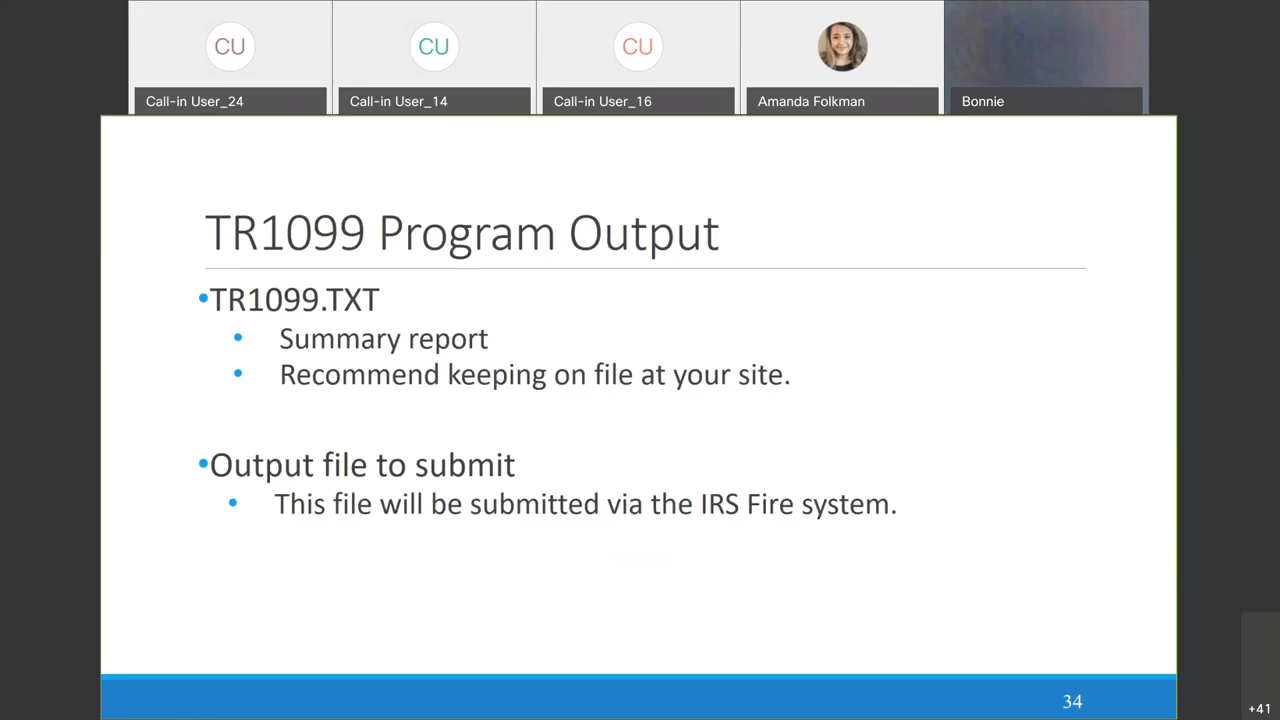 CU
CU
CU
Call-in User_24
Call-in User_14
Call-in User_16
Amanda Folkman
Bonnie
TR1099 Program Output
•TR1099.TXT
• Summary report
• Recommend keeping on file at your site.
•Output file to submit
• This file will be submitted via the IRS Fire system.
34
+41